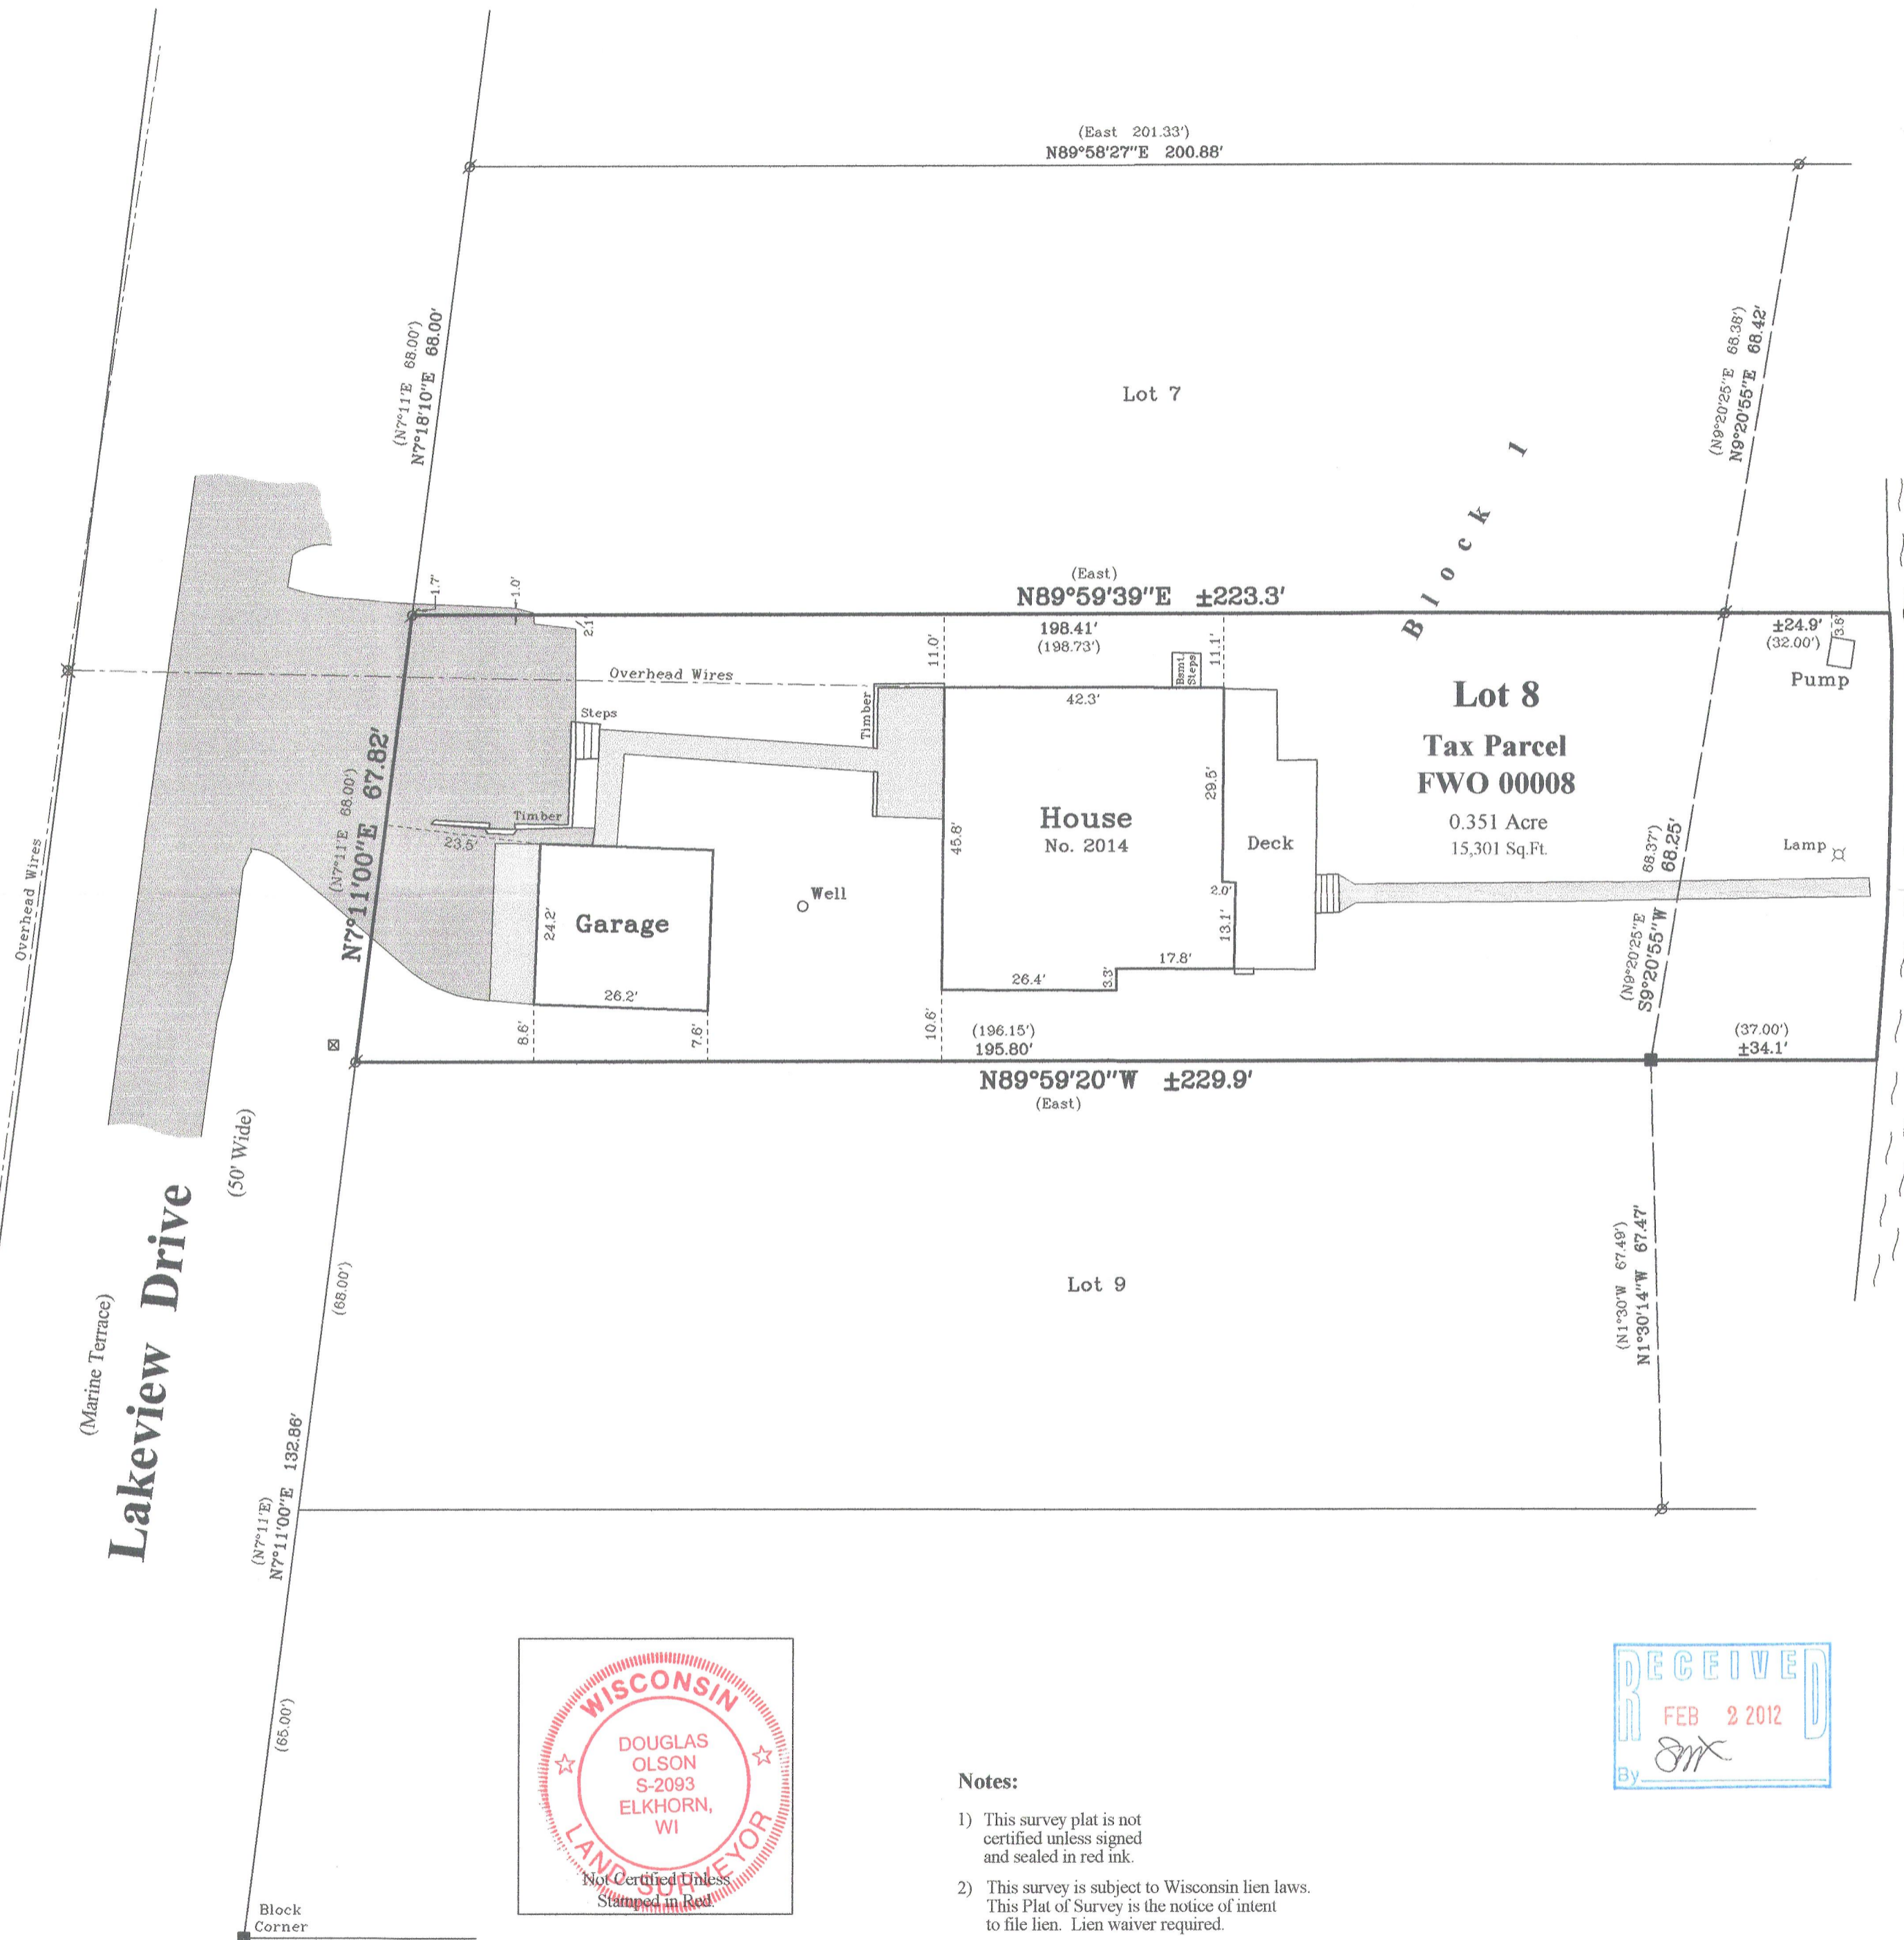 (East 201.33')
N89°58'27"E 200.88'
(N7°11'E 68.00')
N7°18'10"E 68.00'
(N9°20'25"E 68.38')
N9°20'55"E 68.42'
Lot 7
Block 1
(East)
N89°59'39"E ±223.3'
198.41'
(198.73')
1.7'
1.0'
2.1'
11.0'
11.1'
±24.9'
(32.00')
3.6'
Pump
Overhead Wires
Steps
Timber
Bsmt.
Steps
42.3'
Lot 8
Tax Parcel
FWO 00008
0.351 Acre
15,301 Sq.Ft.
(N7°11'E 68.00')
N7°11'00"E 67.82'
Timber
23.5'
45.8'
House
No. 2014
29.5'
Deck
2.0'
13.1'
Lamp
Well
Garage
24.2'
26.2'
26.4'
3.3'
17.8'
8.6'
7.6'
10.6'
(N9°20'25"E 68.37')
S9°20'55"W 68.25'
(196.15')
195.80'
(37.00')
±34.1'
N89°59'20"W ±229.9'
(East)
Overhead Wires
(50' Wide)
Lakeview Drive
(Marine Terrace)
(68.00')
Lot 9
(N1°30'W 67.49')
N1°30'14"W 67.47'
(N7°11'E)
N7°11'00"E 132.86'
(65.00')
Block
Corner
WISCONSIN
DOUGLAS
OLSON
S-2093
ELKHORN,
WI
LAND SURVEYOR
Not Certified Unless
Stamped in Red.
Notes:
1) This survey plat is not
certified unless signed
and sealed in red ink.
2) This survey is subject to Wisconsin lien laws.
This Plat of Survey is the notice of intent
to file lien. Lien waiver required.
RECEIVED
FEB 2 2012
By